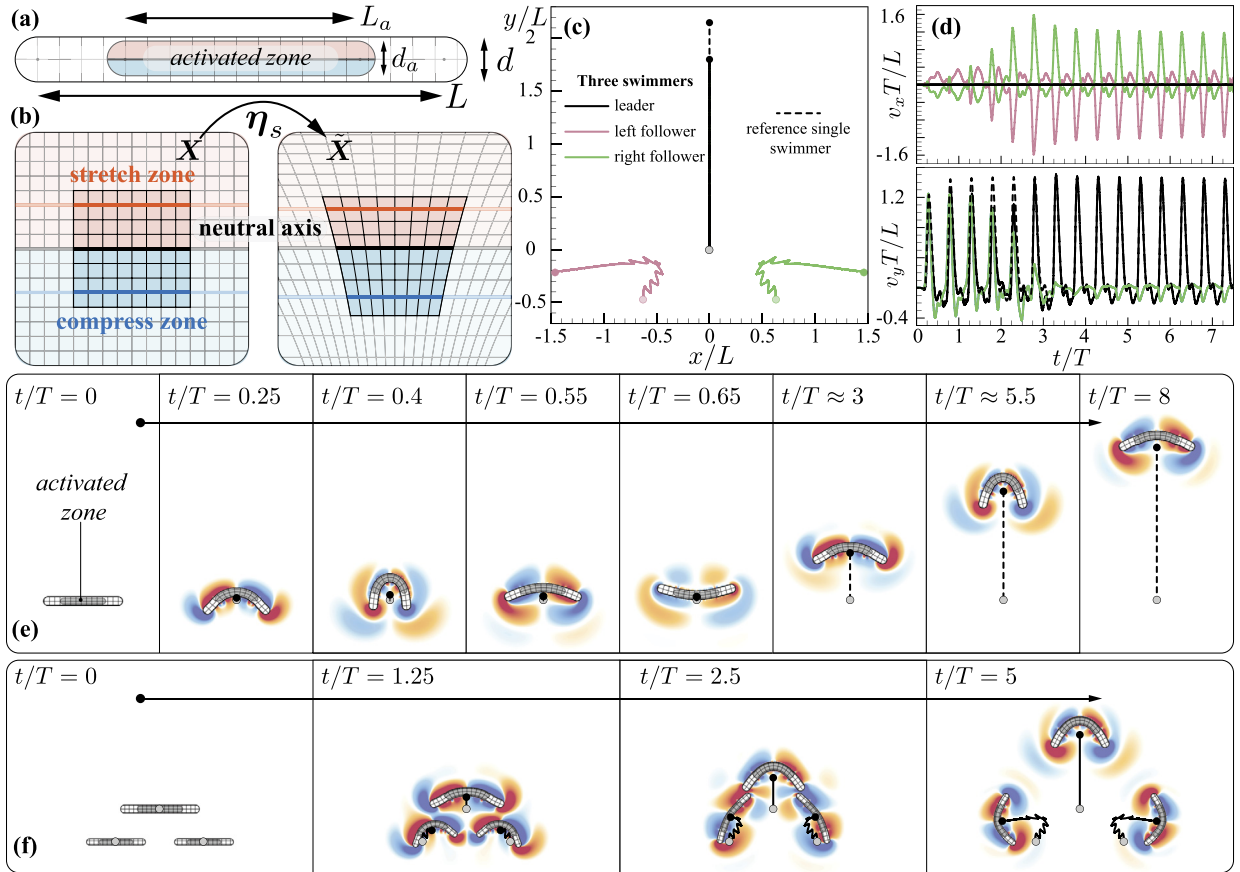 (a)
L_a
activated zone
d_a
d
L
(b)
η_s
X
X̃
stretch zone
neutral axis
compress zone
(c)
y/L
2
1.5
1
0.5
0
-0.5
-1.5
-1
-0.5
0
0.5
1
1.5
x/L
Three swimmers
leader
left follower
right follower
reference single
swimmer
(d)
1.6
v_xT/L
-1.6
1.2
v_yT/L
-0.4
0
1
2
3
4
5
6
7
t/T
t/T = 0
t/T = 0.25
t/T = 0.4
t/T = 0.55
t/T = 0.65
t/T ≈ 3
t/T ≈ 5.5
t/T = 8
activated
zone
(e)
t/T = 0
t/T = 1.25
t/T = 2.5
t/T = 5
(f)